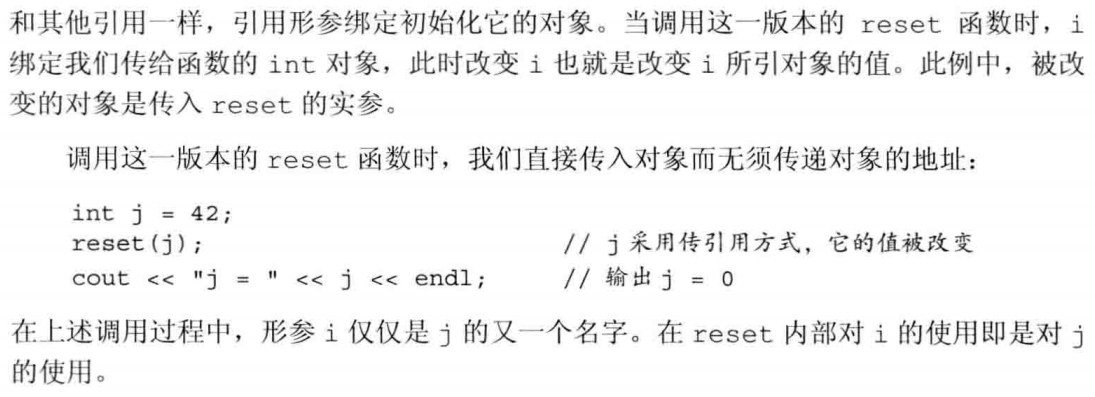 和其他引用一样，引用形参绑定初始化它的对象。当调用这一版本的 reset 函数时，i
绑定我们传给函数的 int 对象，此时改变 i 也就是改变 i 所引对象的值。此例中，被改
变的对象是传入 reset 的实参。
调用这一版本的 reset 函数时，我们直接传入对象而无须传递对象的地址：
int j = 42;
reset(j); // j 采用传引用方式，它的值被改变
cout << "j = " << j << endl; // 输出 j = 0
在上述调用过程中，形参 i 仅仅是 j 的又一个名字。在 reset 内部对 i 的使用即是对 j
的使用。